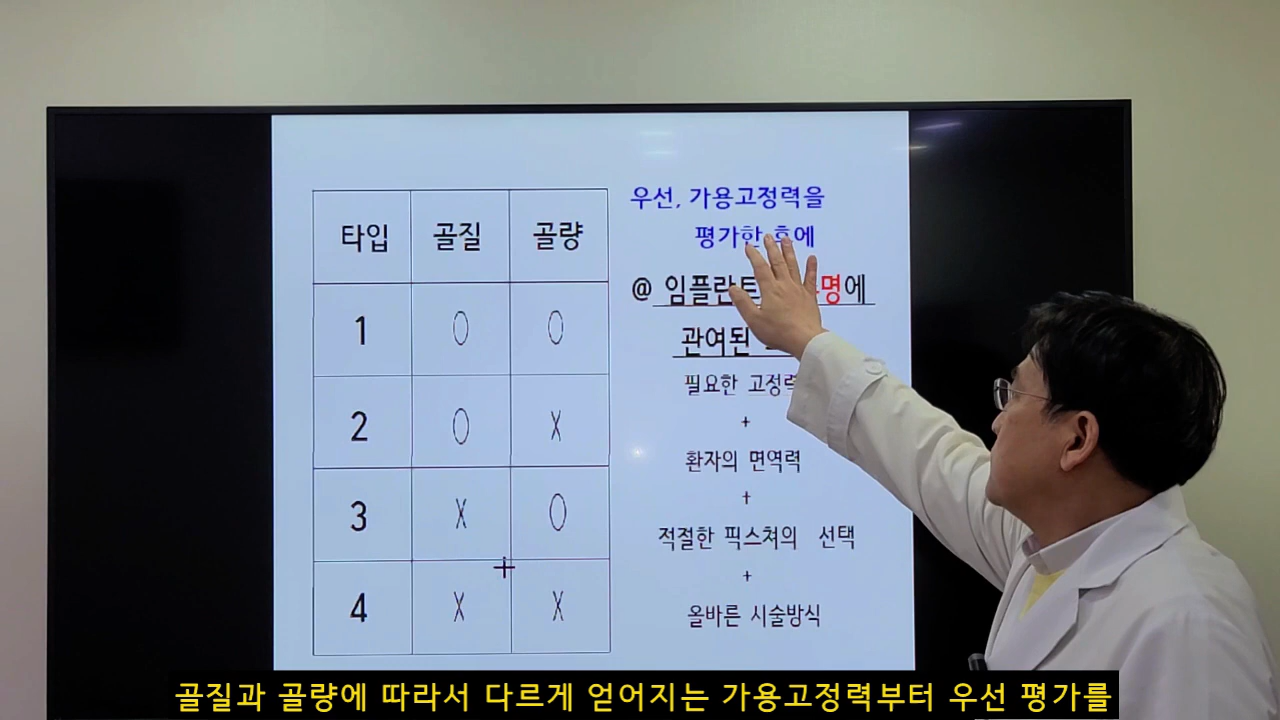 타입 골질 골량
1 O O
2 O X
3 X O
4 X X
우선, 가용고정력을
평가한 후에
@ 임플란트 명에
관여된
필요한 고정력
+
환자의 면역력
+
적절한 픽스쳐의 선택
+
올바른 시술방식
골질과 골량에 따라서 다르게 얻어지는 가용고정력부터 우선 평가를